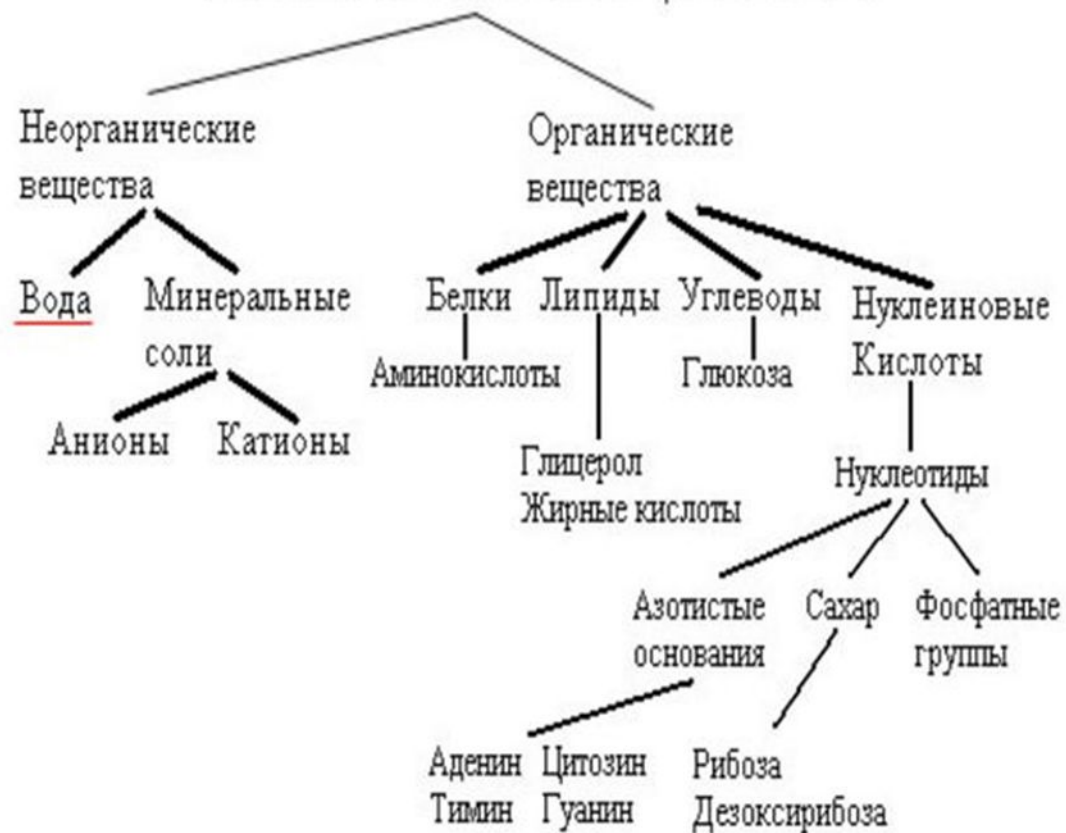 Неорганические
вещества
Органические
вещества
Вода
Минеральные
соли
Белки
Липиды
Углеводы
Нуклеиновые
Кислоты
Анионы
Катионы
Аминокислоты
Глюкоза
Глицерол
Жирные кислоты
Нуклеотиды
Азотистые
основания
Сахар
Фосфатные
группы
Аденин Цитозин
Тимин Гуанин
Рибоза
Дезоксирибоза